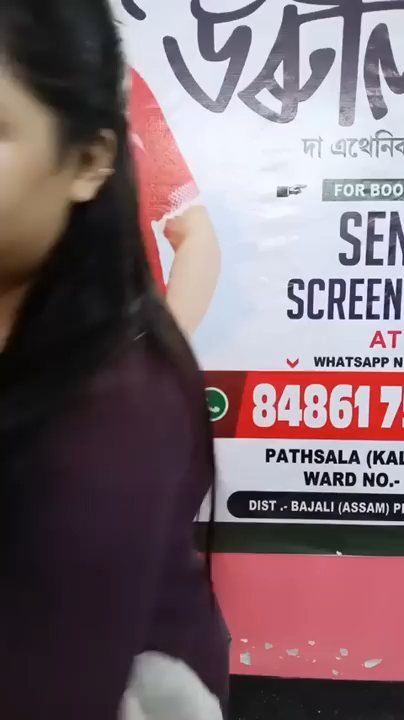 দা এথেনিক
FOR BOO
SEN
SCREEN
AT
WHATSAPP N
84861 7
PATHSALA (KAL
WARD NO.-
DIST .- BAJALI (ASSAM) P